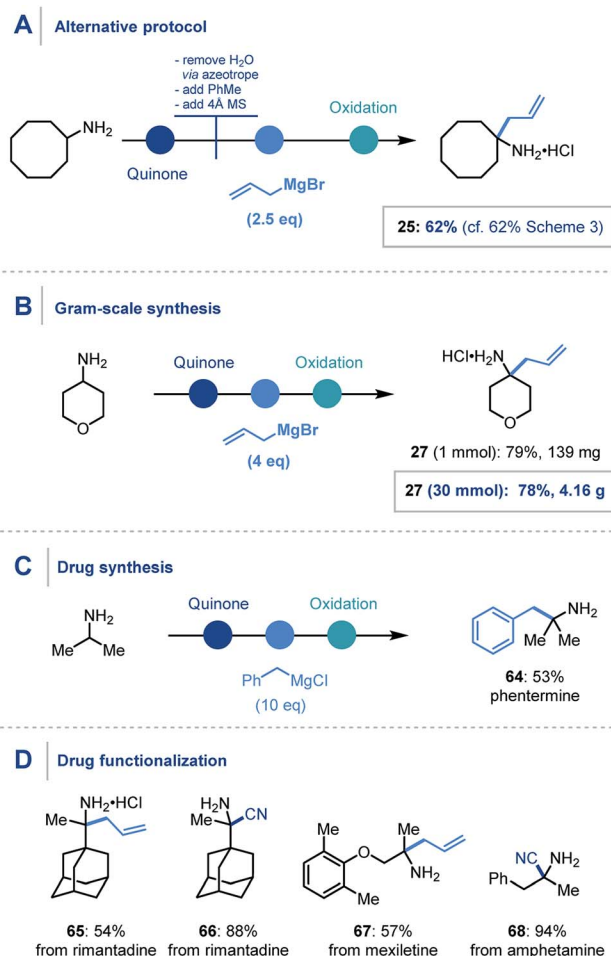 A Alternative protocol
- remove H₂O
via azeotrope
- add PhMe
- add 4Å MS
Oxidation
NH₂
Quinone
MgBr
(2.5 eq)
NH₂•HCl
25: 62% (cf. 62% Scheme 3)
B Gram-scale synthesis
NH₂
O
Quinone
Oxidation
MgBr
(4 eq)
HCl•H₂N
O
27 (1 mmol): 79%, 139 mg
27 (30 mmol): 78%, 4.16 g
C Drug synthesis
NH₂
Me Me
Quinone
Oxidation
Ph MgCl
(10 eq)
NH₂
Me Me
64: 53%
phentermine
D Drug functionalization
NH₂•HCl
Me
65: 54%
from rimantadine
H₂N
Me CN
66: 88%
from rimantadine
Me
O
Me
Me
NH₂
67: 57%
from mexiletine
NC NH₂
Ph Me
68: 94%
from amphetamine